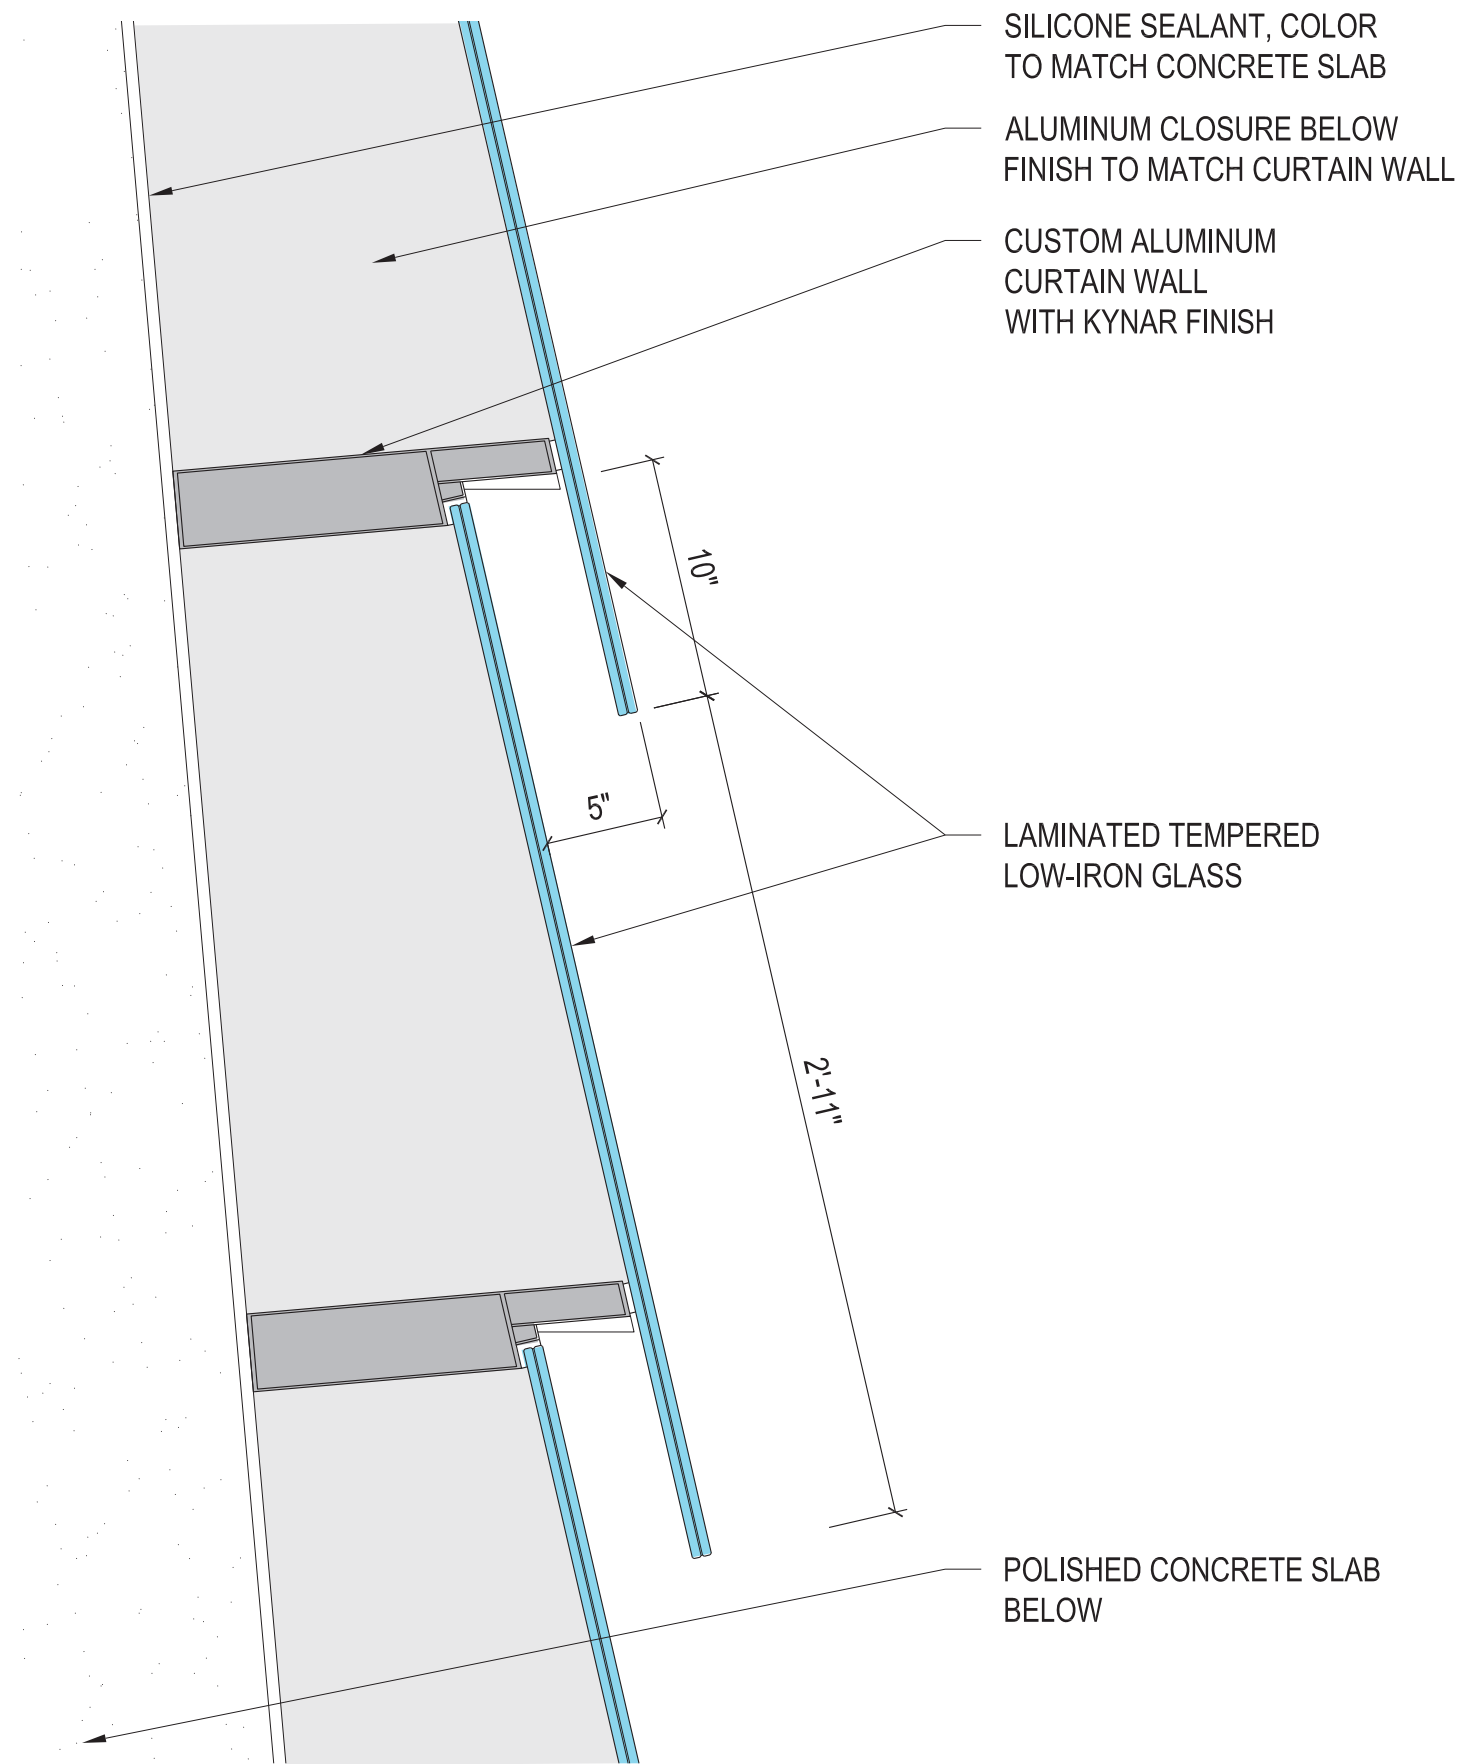 SILICONE SEALANT, COLOR
TO MATCH CONCRETE SLAB
ALUMINUM CLOSURE BELOW
FINISH TO MATCH CURTAIN WALL
CUSTOM ALUMINUM
CURTAIN WALL
WITH KYNAR FINISH
10"
5"
LAMINATED TEMPERED
LOW-IRON GLASS
2'-11"
POLISHED CONCRETE SLAB
BELOW